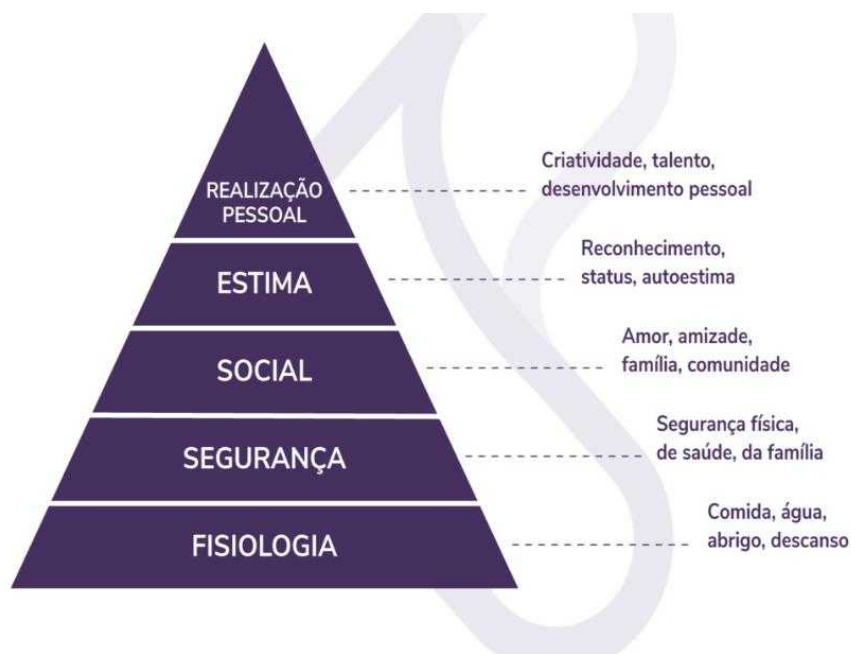 REALIZAÇÃO
PESSOAL
Criatividade, talento,
desenvolvimento pessoal
ESTIMA
Reconhecimento,
status, autoestima
SOCIAL
Amor, amizade,
família, comunidade
SEGURANÇA
Segurança física,
de saúde, da família
FISIOLOGIA
Comida, água,
abrigo, descanso